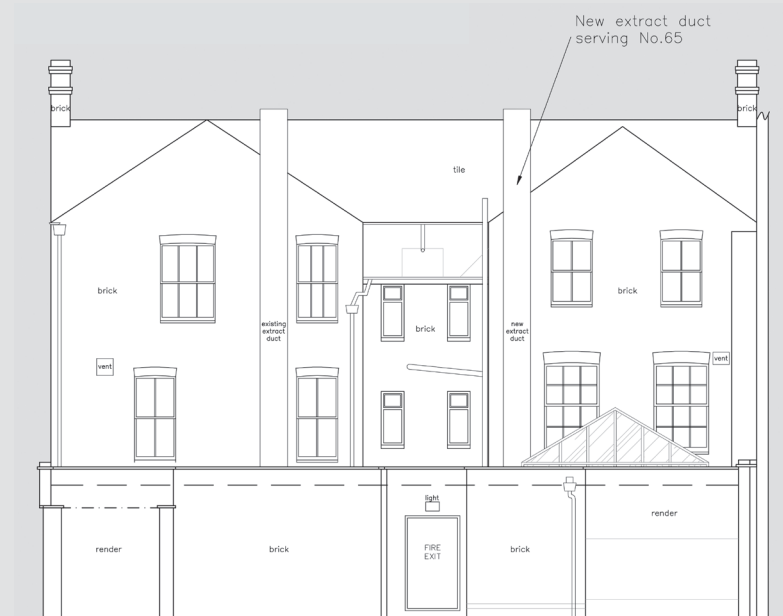 New extract duct
serving No.65
brick
brick
tile
brick
brick
existing
extract
duct
brick
new
extract
duct
vent
vent
light
render
render
brick
FIRE
EXIT
brick